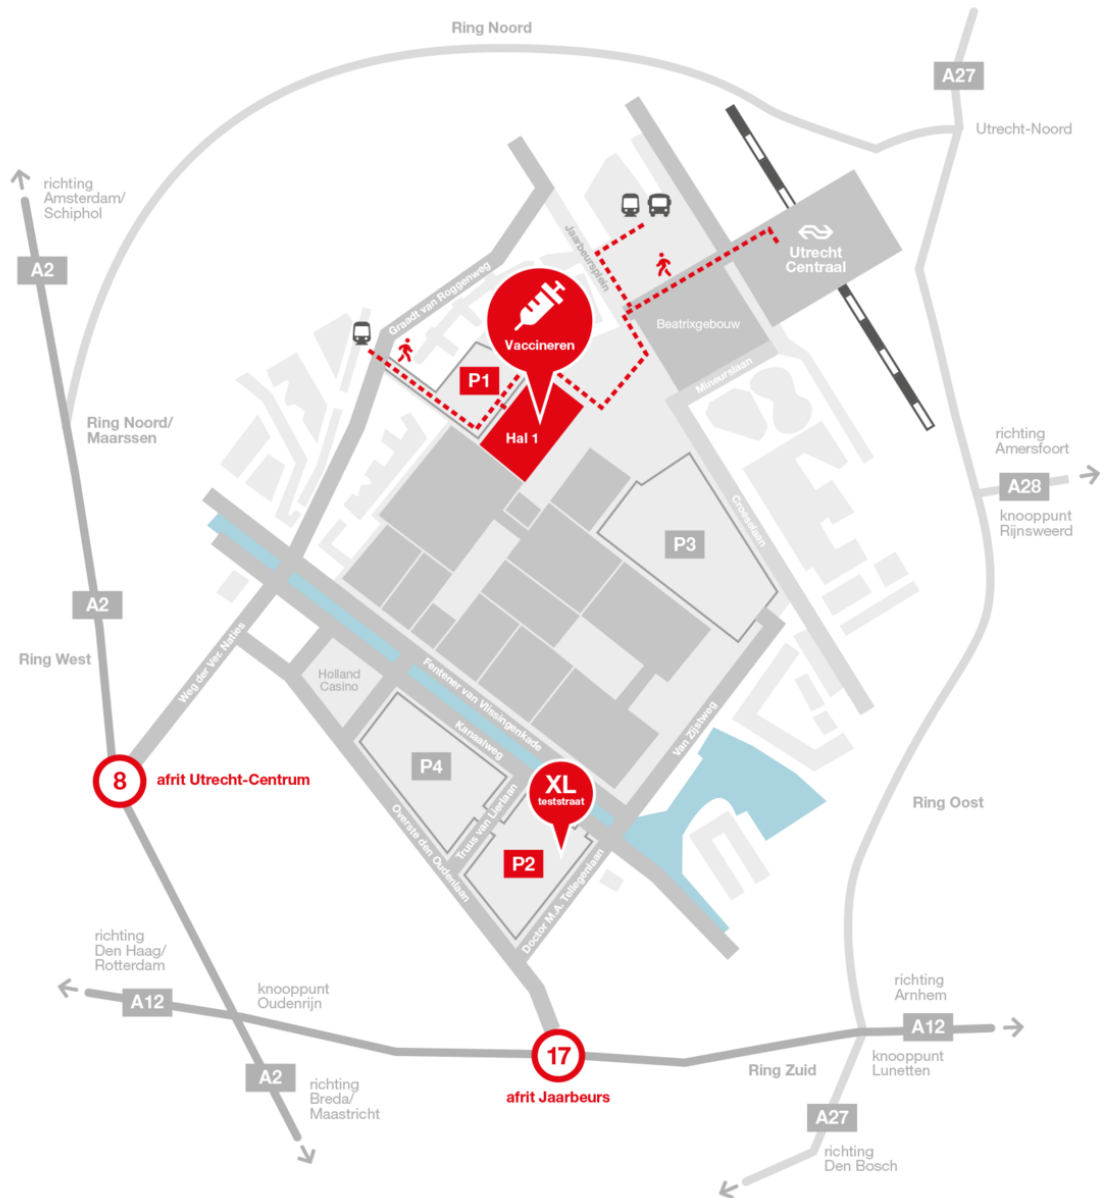 Ring Noord
A27
Utrecht-Noord
richting
Amsterdam/
Schiphol
A2
Jaarbeursplein
Utrecht
Centraal
Graadt van Roggenweg
Vaccineren
Beatrixgebouw
Mineurslaan
P1
Hal 1
Ring Noord/
Maarssen
richting
Amersfoort
A28
knooppunt
Rijnsweerd
Croeselaan
P3
A2
Ring West
Weg der Ver. Naties
Holland
Casino
Fentener van Vlissingenkade
Kanaalweg
Van Zijstweg
P4
8
afrit Utrecht-Centrum
XL
teststraat
Ring Oost
Truus van Lierlaan
Overste den Oudenlaan
P2
Doctor M.A. Tellegenlaan
richting
Den Haag/
Rotterdam
A12
knooppunt
Oudenrijn
richting
Arnhem
A12
knooppunt
Lunetten
17
afrit Jaarbeurs
Ring Zuid
A2
richting
Breda/
Maastricht
A27
richting
Den Bosch